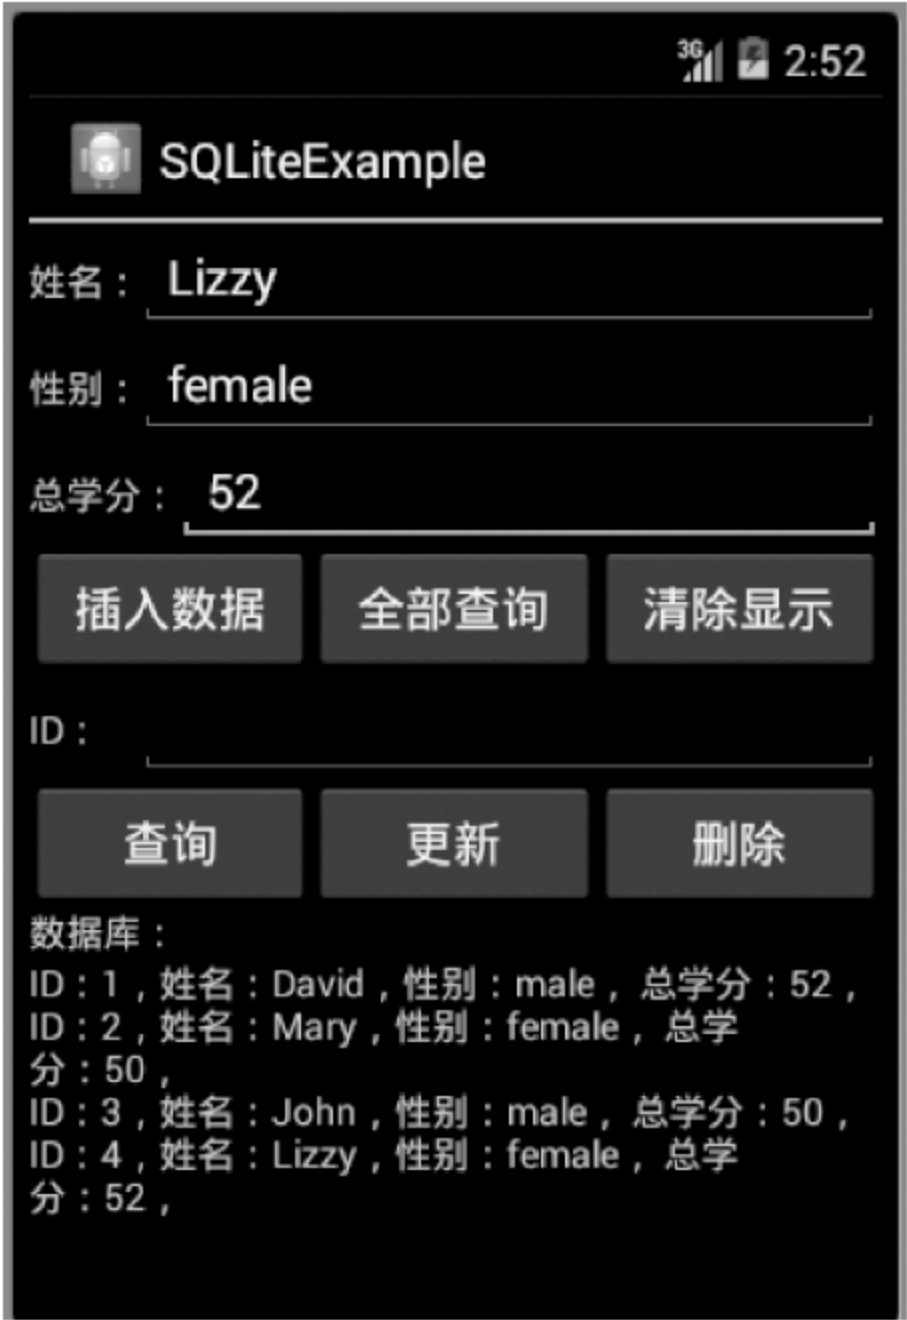 3G 2:52
SQLiteExample
姓名： Lizzy
性别： female
总学分： 52
插入数据 全部查询 清除显示
ID：
查询 更新 删除
数据库：
ID：1，姓名：David，性别：male， 总学分：52，
ID：2，姓名：Mary，性别：female， 总学
分：50，
ID：3，姓名：John，性别：male， 总学分：50，
ID：4，姓名：Lizzy，性别：female， 总学
分：52，